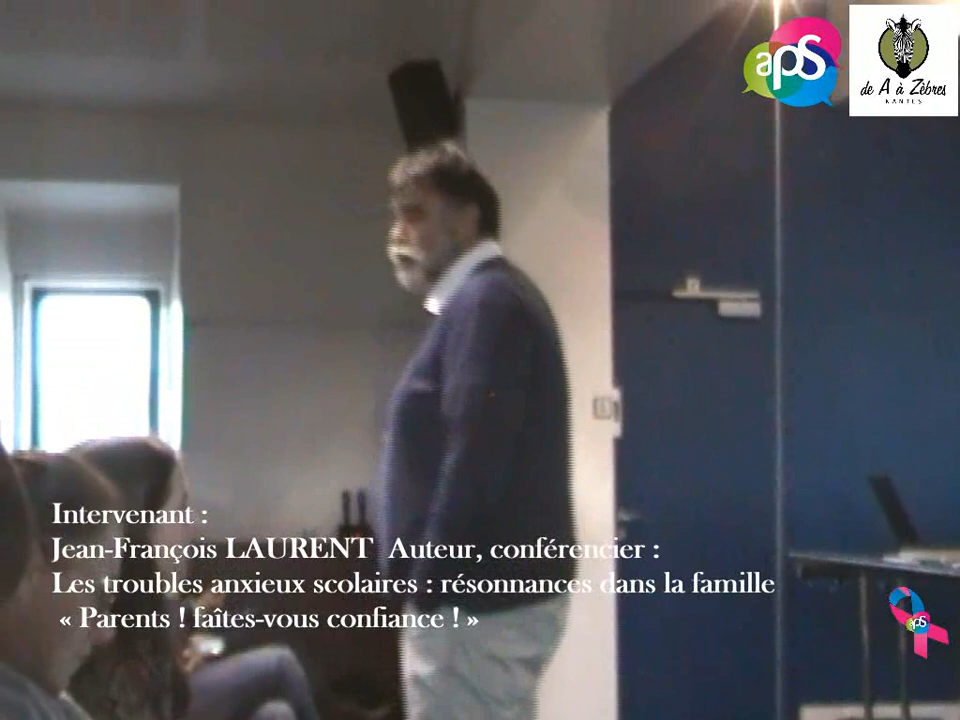 aps
de A à Zèbres
NANTES
Intervenant :
Jean-François LAURENT Auteur, conférencier :
Les troubles anxieux scolaires : résonnances dans la famille
« Parents ! faîtes-vous confiance ! »
aps